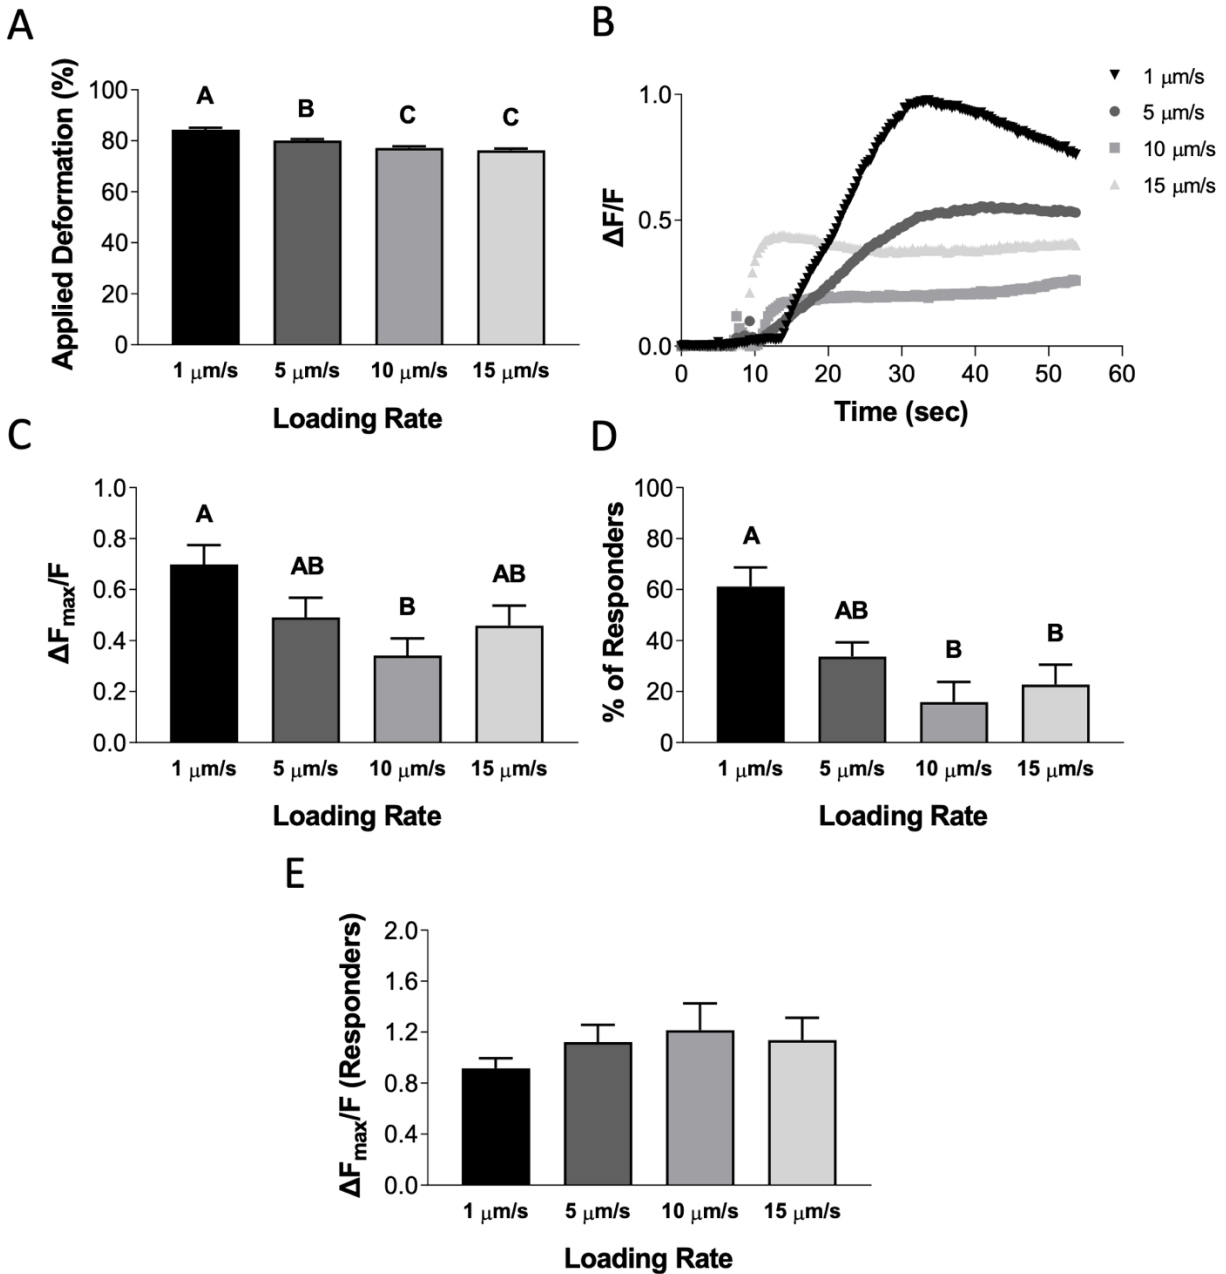 A
Applied Deformation (%)
100
80
60
40
20
0
A
B
C
C
1 μm/s
5 μm/s
10 μm/s
15 μm/s
Loading Rate
B
ΔF/F
1.0
0.5
0.0
0
10
20
30
40
50
60
Time (sec)
1 μm/s
5 μm/s
10 μm/s
15 μm/s
C
ΔFmax/F
1.0
0.8
0.6
0.4
0.2
0.0
A
AB
B
AB
1 μm/s
5 μm/s
10 μm/s
15 μm/s
Loading Rate
D
% of Responders
100
80
60
40
20
0
A
AB
B
B
1 μm/s
5 μm/s
10 μm/s
15 μm/s
Loading Rate
E
ΔFmax/F (Responders)
2.0
1.6
1.2
0.8
0.4
0.0
1 μm/s
5 μm/s
10 μm/s
15 μm/s
Loading Rate